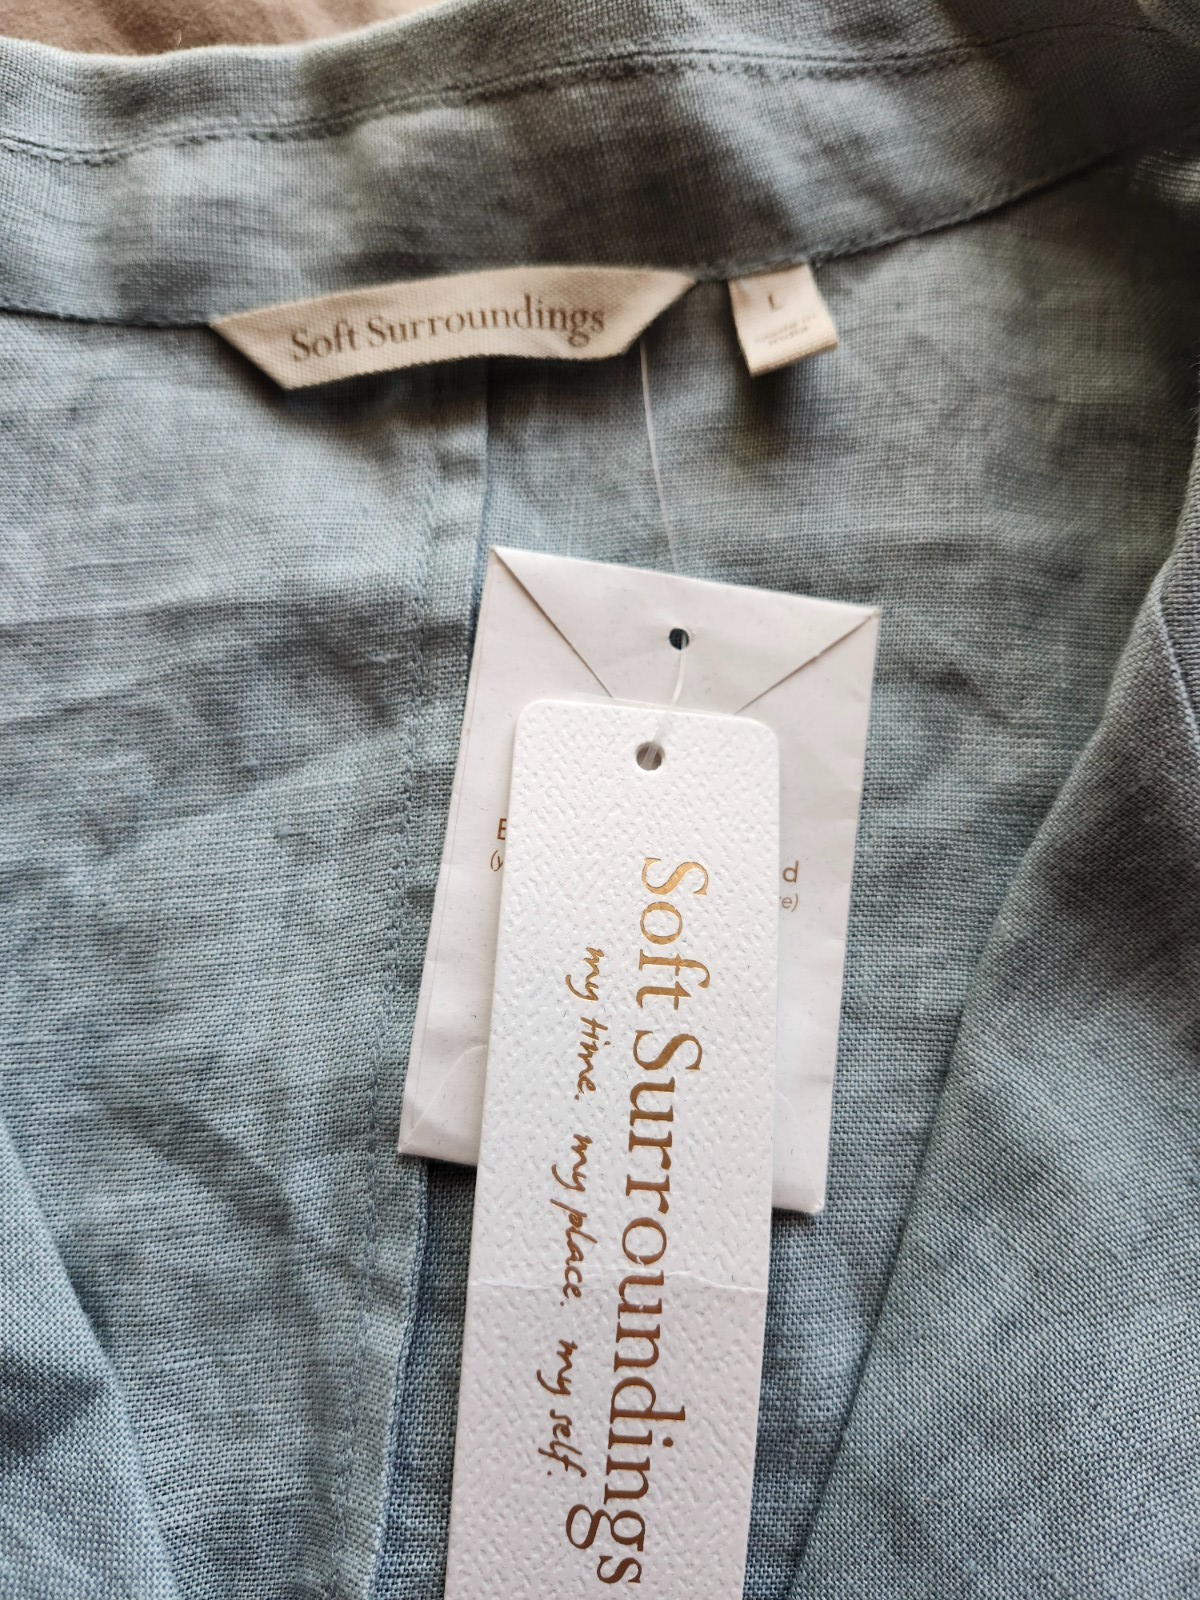 Soft Surroundings
L
Soft Surroundings
my time. my place. my self.